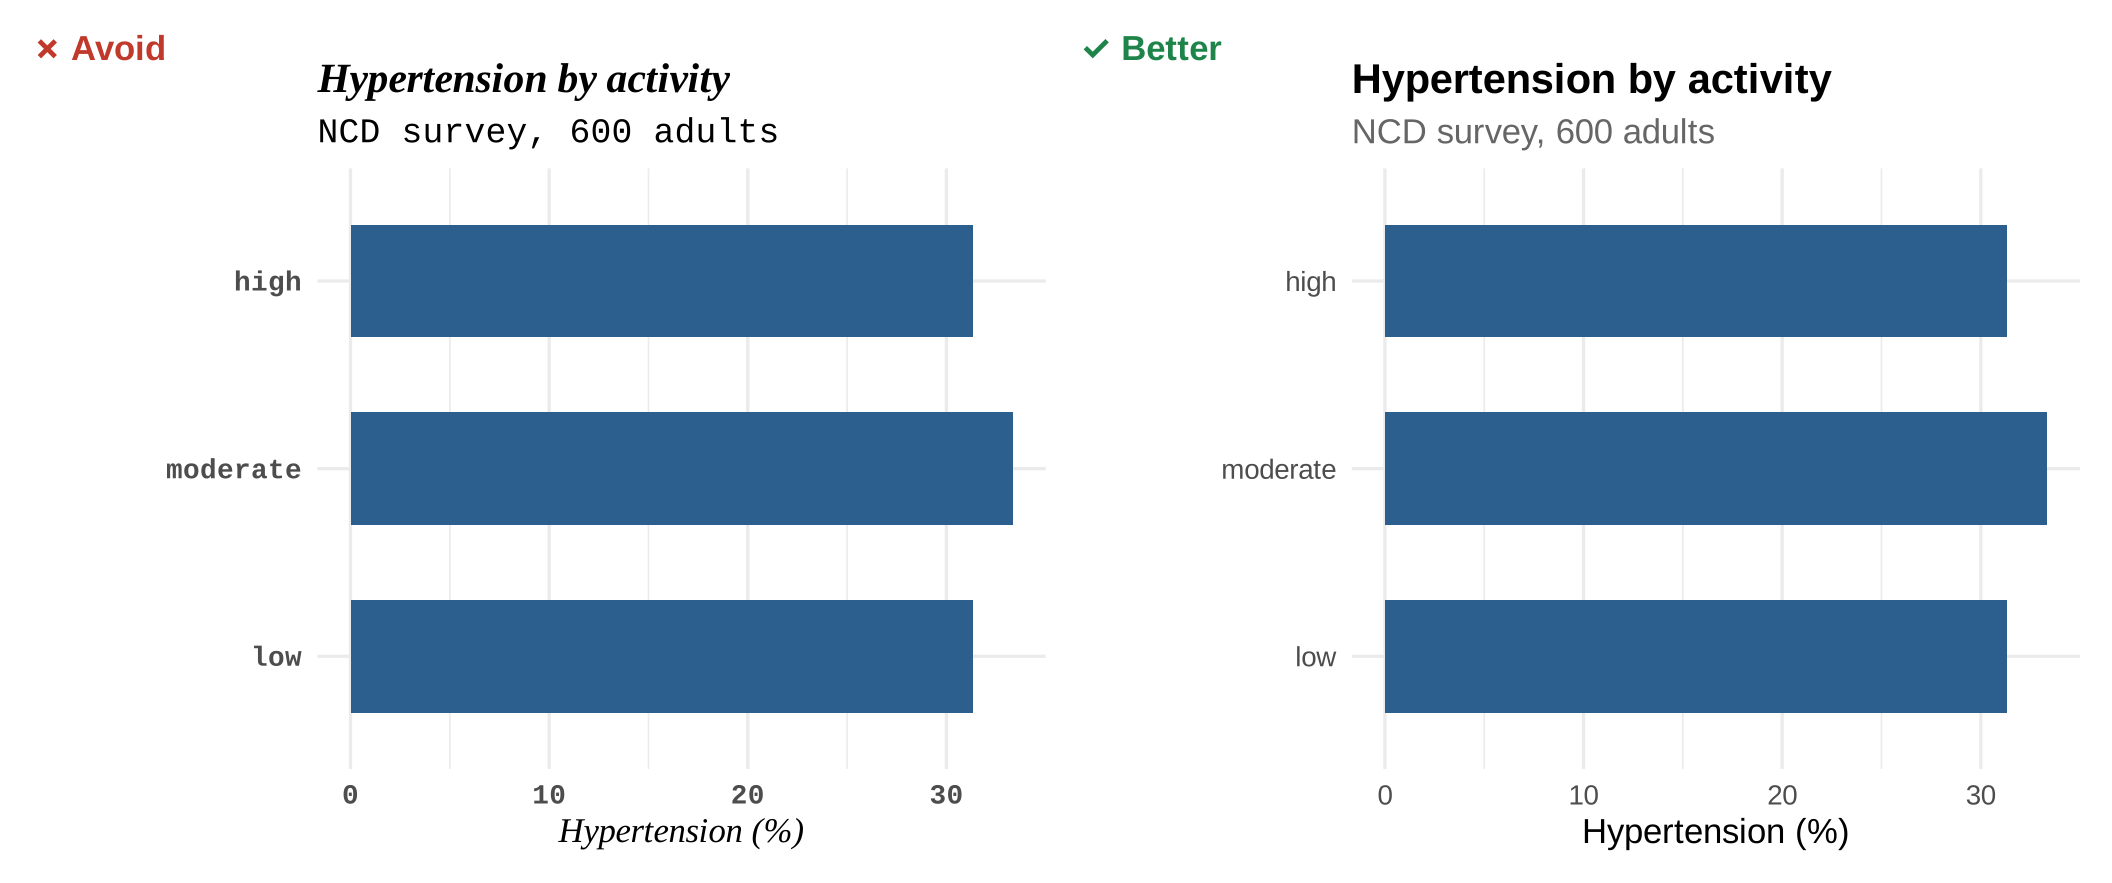 Avoid
Hypertension by activity
NCD survey, 600 adults
high
moderate
low
0 10 20 30
Hypertension (%)
Better
Hypertension by activity
NCD survey, 600 adults
high
moderate
low
0 10 20 30
Hypertension (%)